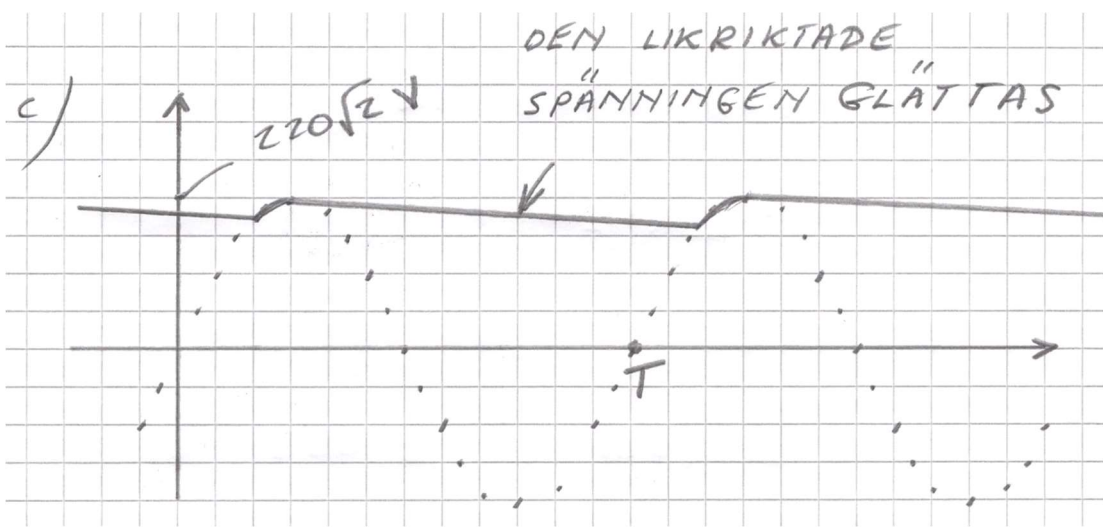 DEN LIKRIKTADE
SPÄNNINGEN GLÄTTAS
c)
220√2 V
T